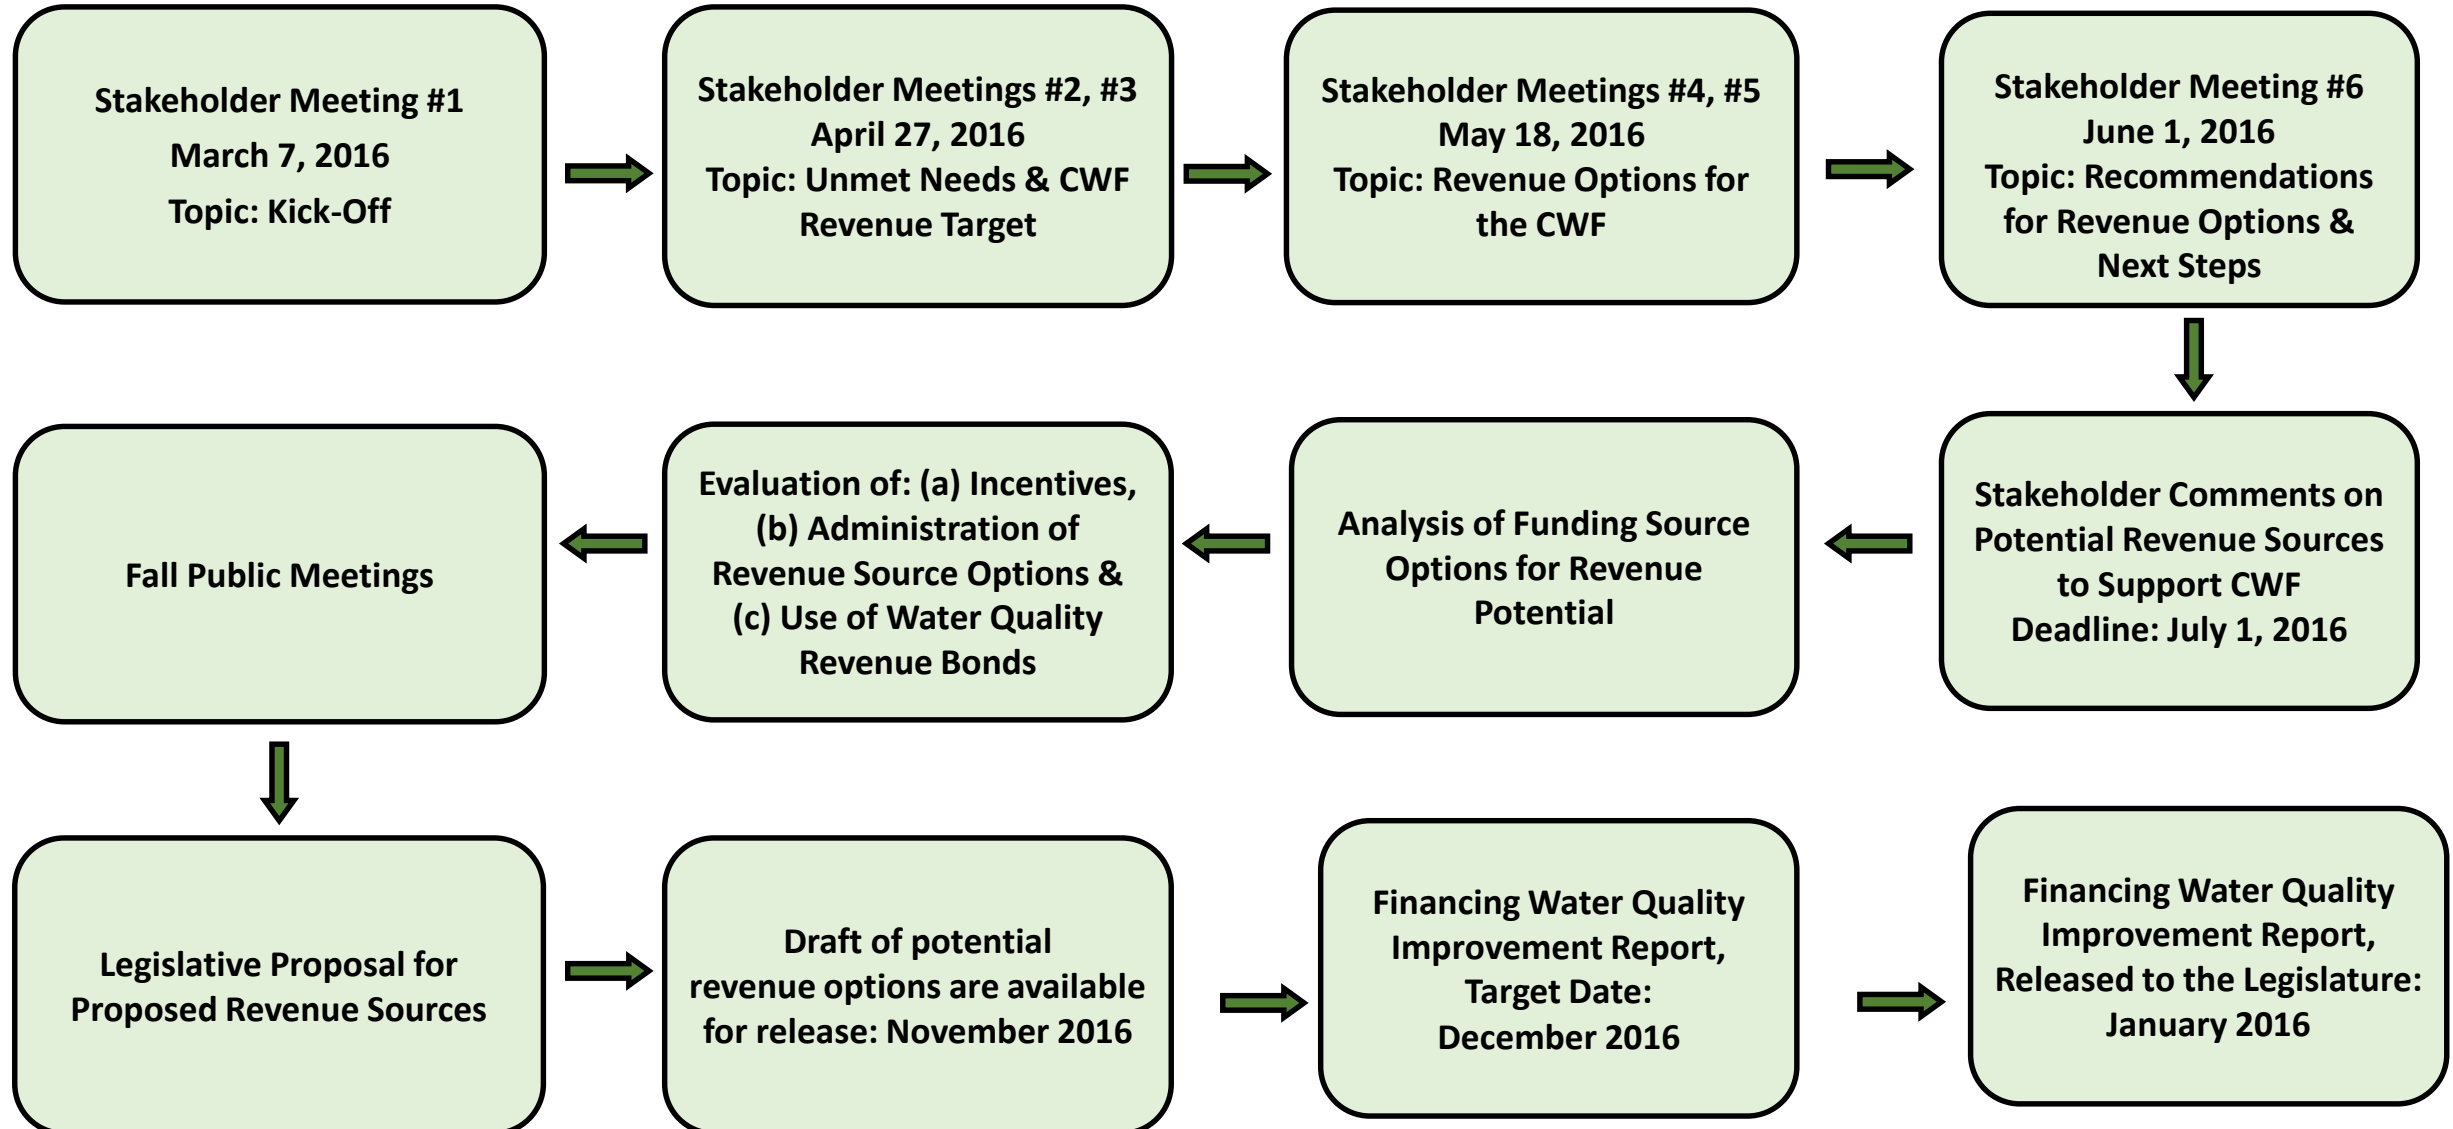 Stakeholder Meeting #1
March 7, 2016
Topic: Kick-Off
Stakeholder Meetings #2, #3
April 27, 2016
Topic: Unmet Needs & CWF
Revenue Target
Stakeholder Meetings #4, #5
May 18, 2016
Topic: Revenue Options for
the CWF
Stakeholder Meeting #6
June 1, 2016
Topic: Recommendations
for Revenue Options &
Next Steps
Stakeholder Comments on
Potential Revenue Sources
to Support CWF
Deadline: July 1, 2016
Analysis of Funding Source
Options for Revenue
Potential
Evaluation of: (a) Incentives,
(b) Administration of
Revenue Source Options &
(c) Use of Water Quality
Revenue Bonds
Fall Public Meetings
Legislative Proposal for
Proposed Revenue Sources
Draft of potential
revenue options are available
for release: November 2016
Financing Water Quality
Improvement Report,
Target Date:
December 2016
Financing Water Quality
Improvement Report,
Released to the Legislature:
January 2016